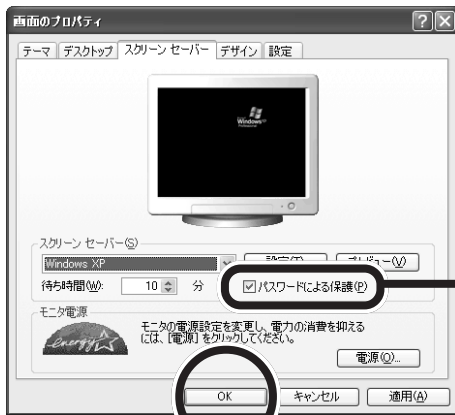 画面のプロパティ
テーマ デスクトップ スクリーン セーバー デザイン 設定
Windows xp
スクリーン セーバー(S)
Windows XP
設定(T) プレビュー(V)
待ち時間(W): 10 分 パスワードによる保護(P)
モニタ電源
energy
モニタの電源設定を変更し、電力の消費を抑える
には、[電源] をクリックしてください。
電源(O)...
OK キャンセル 適用(A)